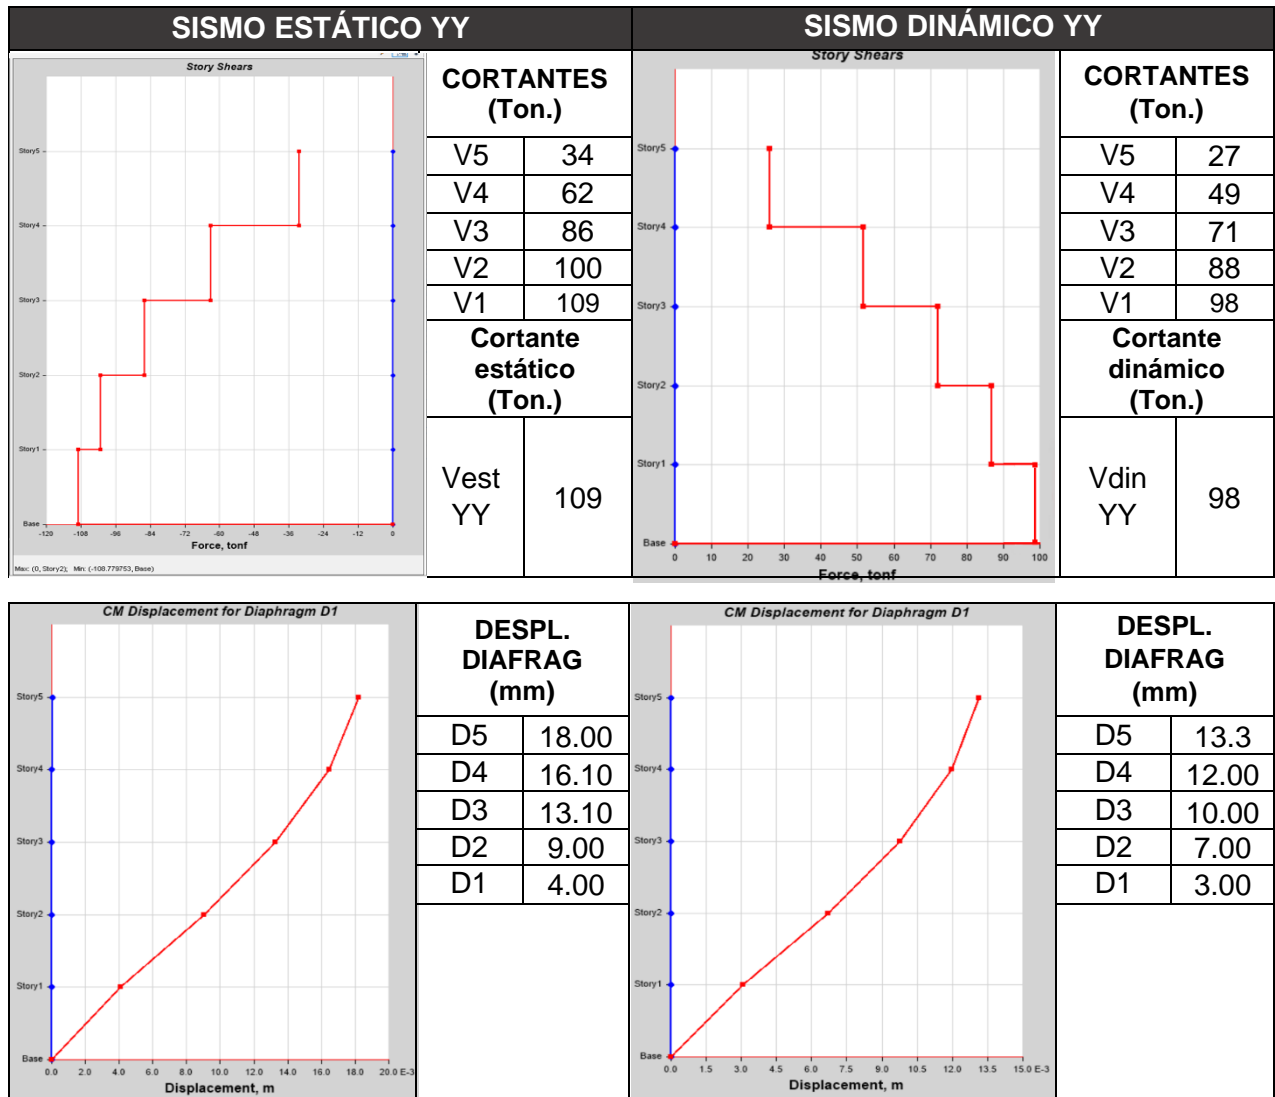 SISMO ESTÁTICO YY
SISMO DINÁMICO YY
Story Shears
Story5
Story4
Story3
Story2
Story1
Base
-120 -108 -96 -84 -72 -60 -48 -36 -24 -12
Force, tonf
Max: (0, Story2); Min: (-108.779753, Base)
CORTANTES
(Ton.)
V5 34
V4 62
V3 86
V2 100
V1 109
Cortante
estático
(Ton.)
Vest
YY
109
Story Shears
Story5
Story4
Story3
Story2
Story1
Base
0 10 20 30 40 50 60 70 80 90 100
Force, tonf
CORTANTES
(Ton.)
V5 27
V4 49
V3 71
V2 88
V1 98
Cortante
dinámico
(Ton.)
Vdin
YY
98
CM Displacement for Diaphragm D1
Story5
Story4
Story3
Story2
Story1
Base
0.0 2.0 4.0 6.0 8.0 10.0 12.0 14.0 16.0 18.0 20.0 E-3
Displacement, m
DESPL.
DIAFRAG
(mm)
D5 18.00
D4 16.10
D3 13.10
D2 9.00
D1 4.00
CM Displacement for Diaphragm D1
Story5
Story4
Story3
Story2
Story1
Base
0.0 1.5 3.0 4.5 6.0 7.5 9.0 10.5 12.0 13.5 15.0 E-3
Displacement, m
DESPL.
DIAFRAG
(mm)
D5 13.3
D4 12.00
D3 10.00
D2 7.00
D1 3.00